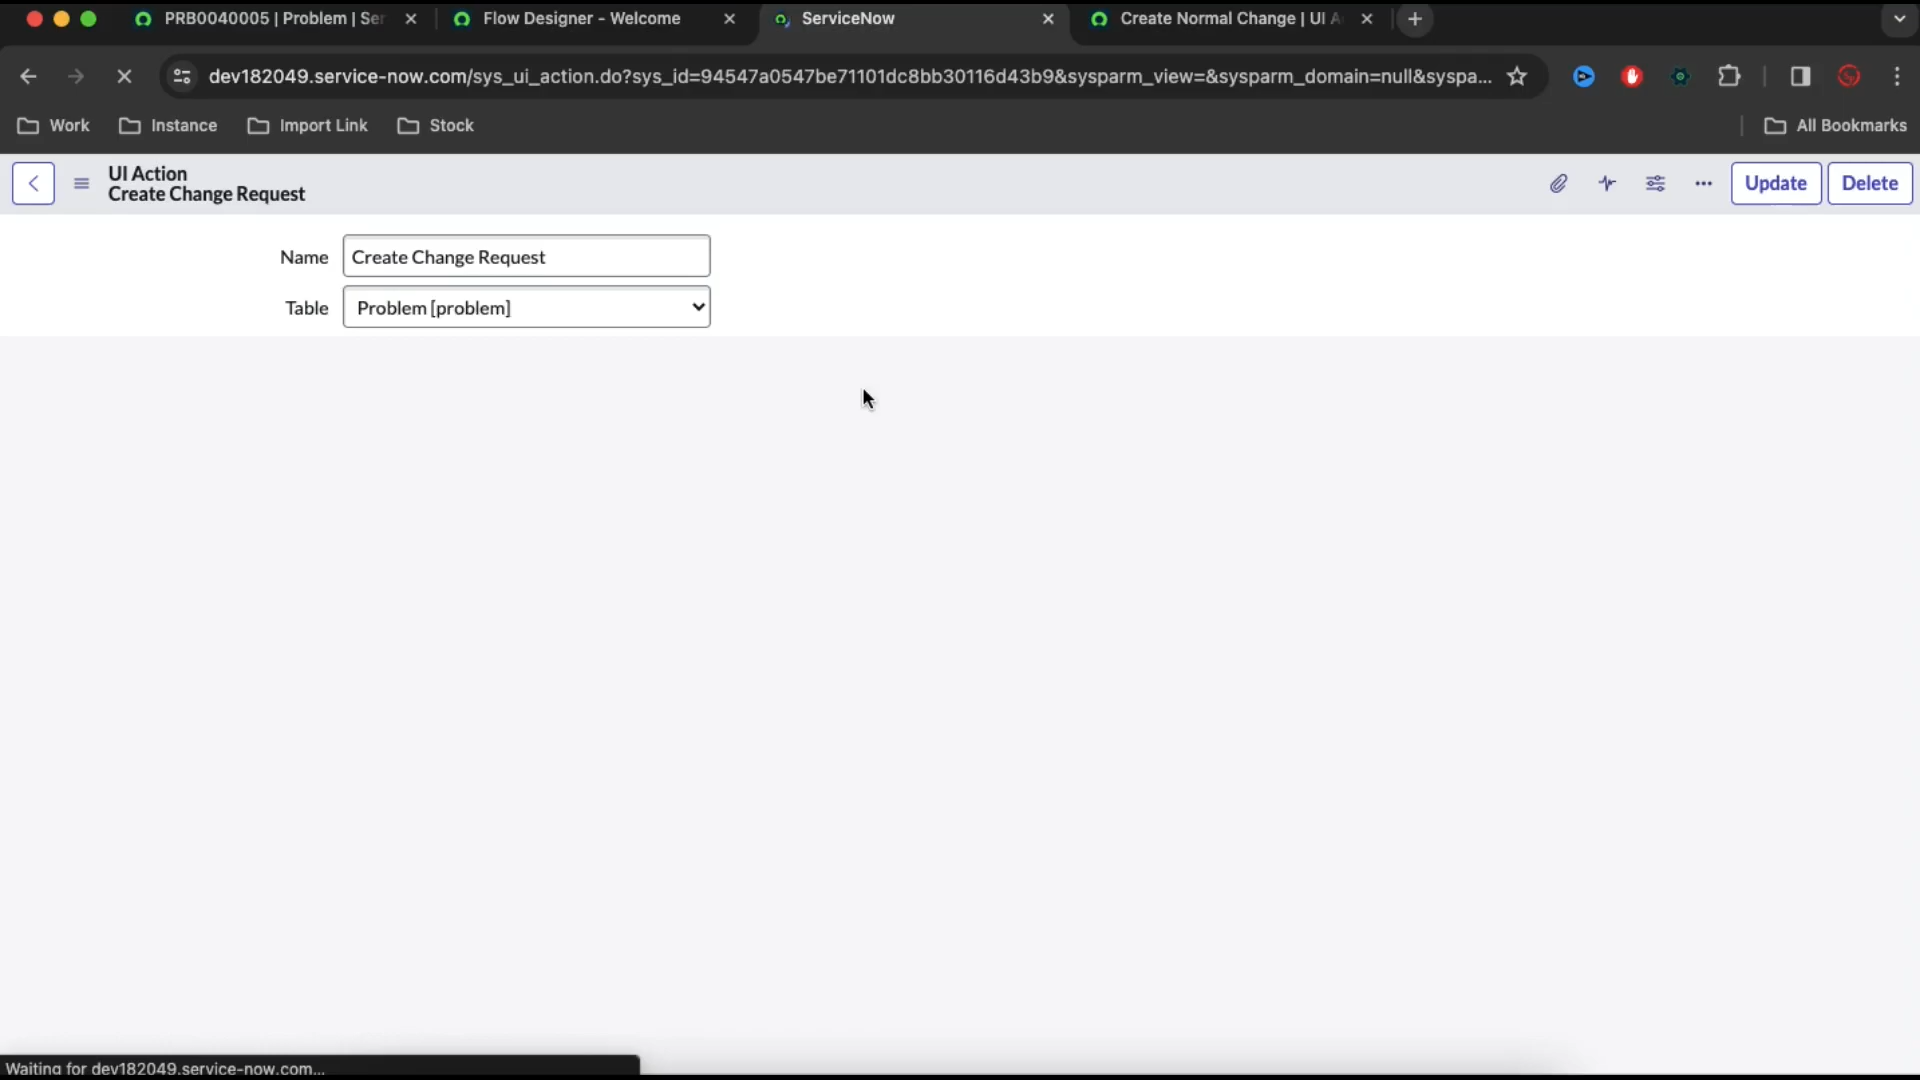 PRB0040005 | Problem | Ser
Flow Designer - Welcome
ServiceNow
Create Normal Change | UI A
dev182049.service-now.com/sys_ui_action.do?sys_id=94547a0547be71101dc8bb30116d43b9&sysparm_view=&sysparm_domain=null&syspa...
Work
Instance
Import Link
Stock
All Bookmarks
UI Action
Create Change Request
Update
Delete
Name
Create Change Request
Table
Problem [problem]
Waiting for dev182049.service-now.com...